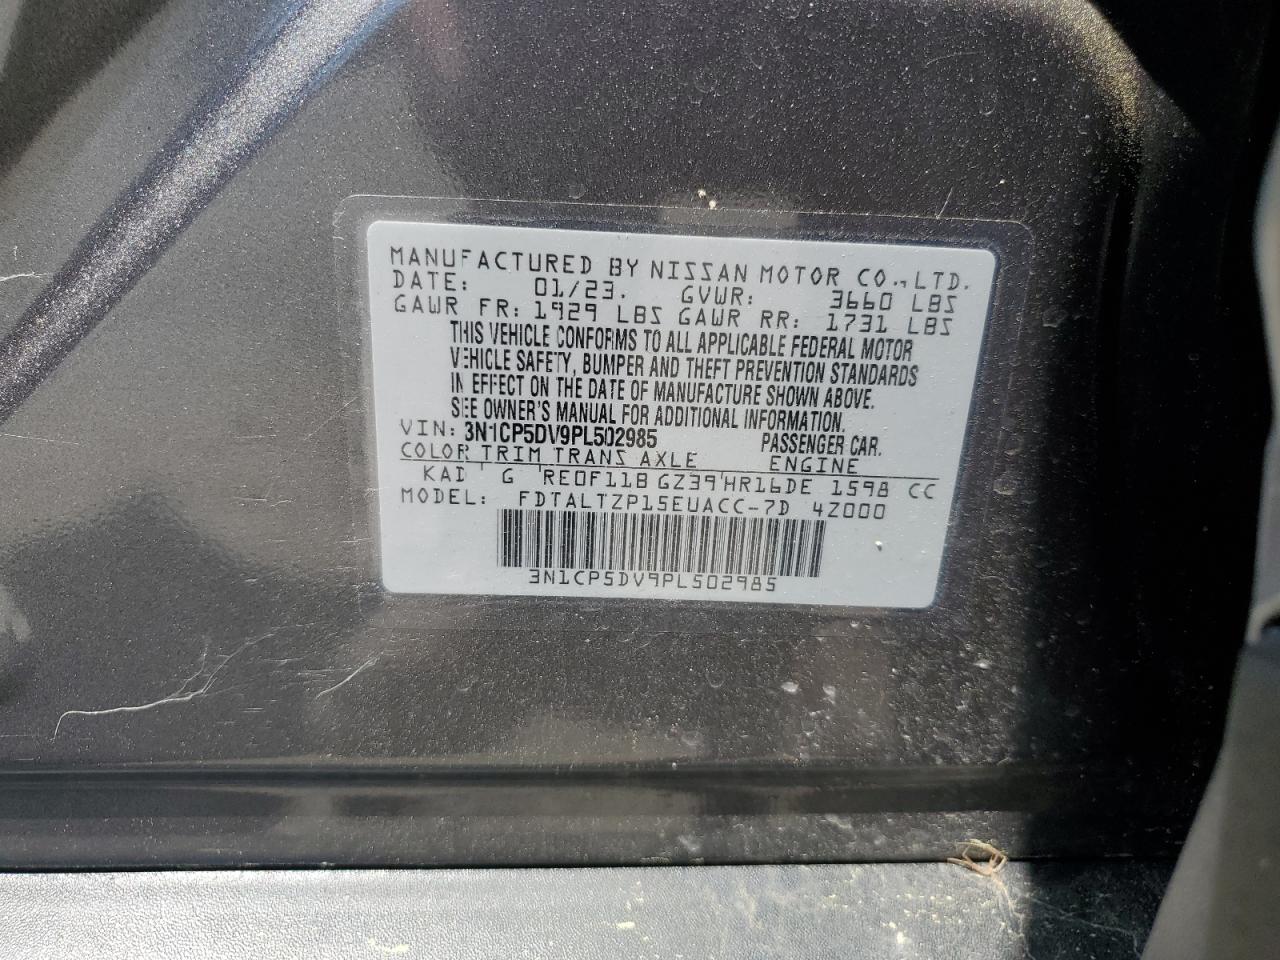 MANUFACTURED BY NISSAN MOTOR CO., LTD.
DATE: 01/23. GVWR: 3660 LBS
GAWR FR: 1929 LBS GAWR RR: 1731 LBS
THIS VEHICLE CONFORMS TO ALL APPLICABLE FEDERAL MOTOR
VEHICLE SAFETY, BUMPER AND THEFT PREVENTION STANDARDS
IN EFFECT ON THE DATE OF MANUFACTURE SHOWN ABOVE.
SEE OWNER'S MANUAL FOR ADDITIONAL INFORMATION.
VIN: 3N1CP5DV9PL502985 PASSENGER CAR.
COLOR TRIM TRANS AXLE ENGINE
KAD G RE0F11B GZ39 HR16DE 1598 CC
MODEL: FDTALTZP15EUACC-7D 4Z000
3N1CP5DV9PL502985